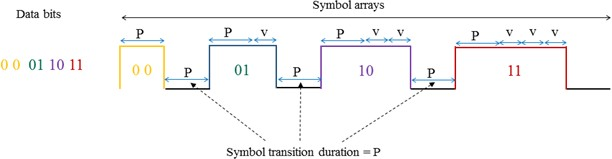 Data bits
Symbol arrays
P P v P v v P v v v
0 0 01 10 11
0 0 P 01 P 10 P 11
Symbol transition duration = P